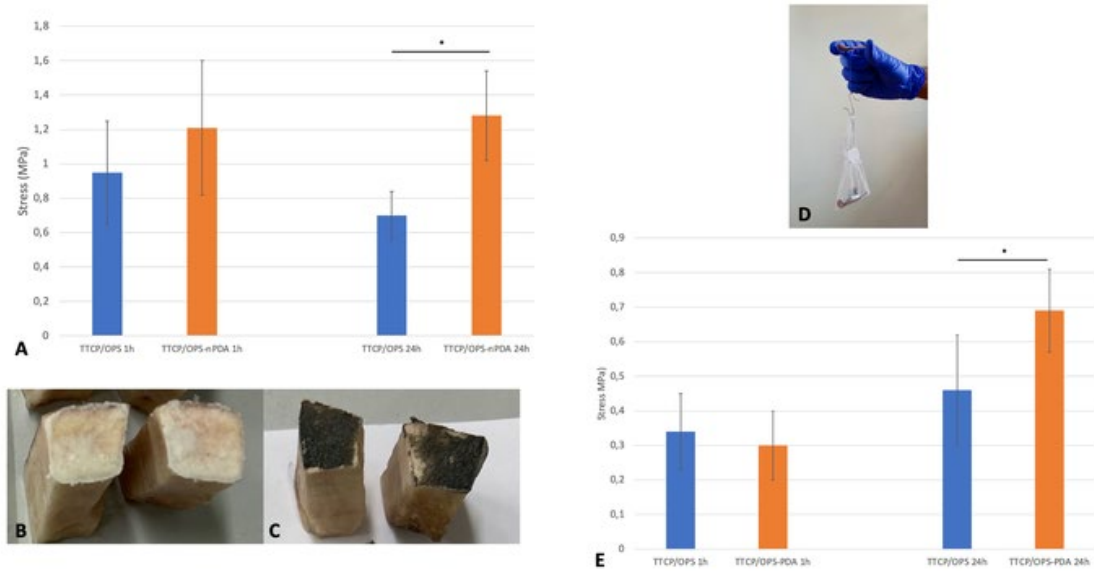 1,8
1,6
1,4
1,2
1
0,8
0,6
0,4
0,2
0
Stress (MPa)
*
TTCP/OPS 1h
TTCP/OPS-nPDA 1h
TTCP/OPS 24h
TTCP/OPS-nPDA 24h
A
B
C
D
0,9
0,8
0,7
0,6
0,5
0,4
0,3
0,2
0,1
0
Stress MPa)
*
TTCP/OPS 1h
TTCP/OPS-PDA 1h
TTCP/OPS 24h
TTCP/OPS-PDA 24h
E